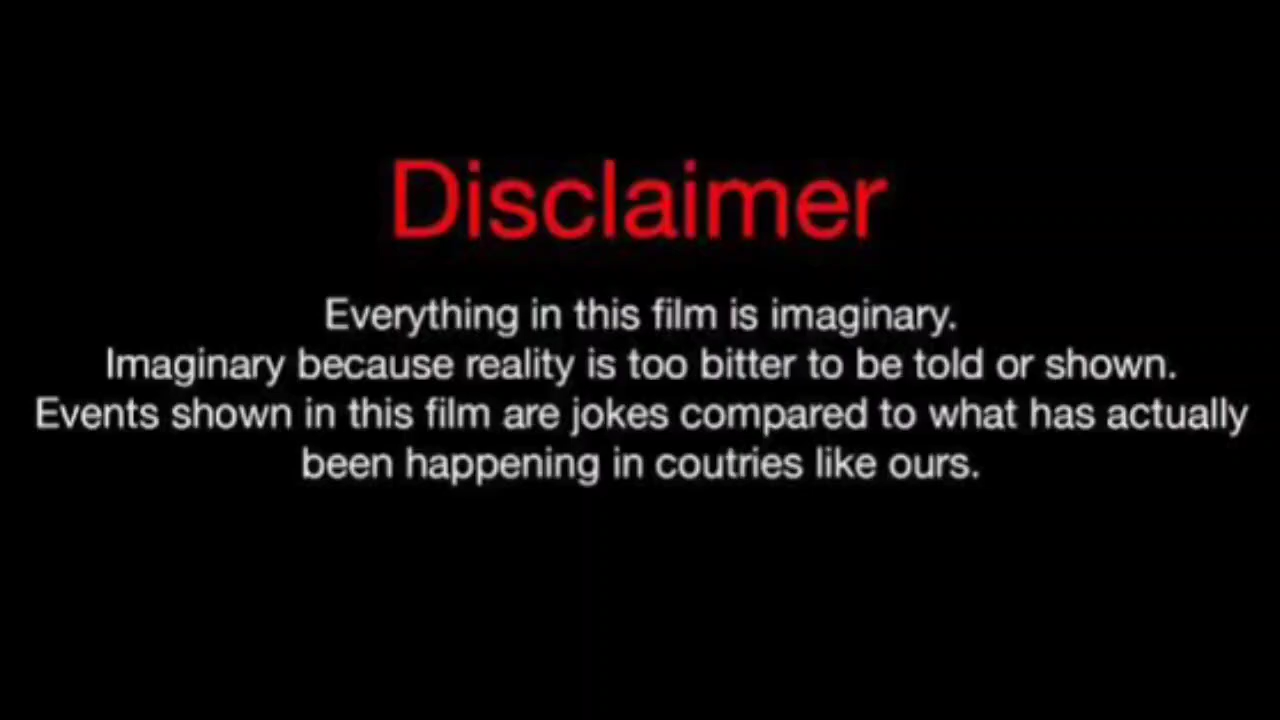 Disclaimer
Everything in this film is imaginary.
Imaginary because reality is too bitter to be told or shown.
Events shown in this film are jokes compared to what has actually
been happening in coutries like ours.